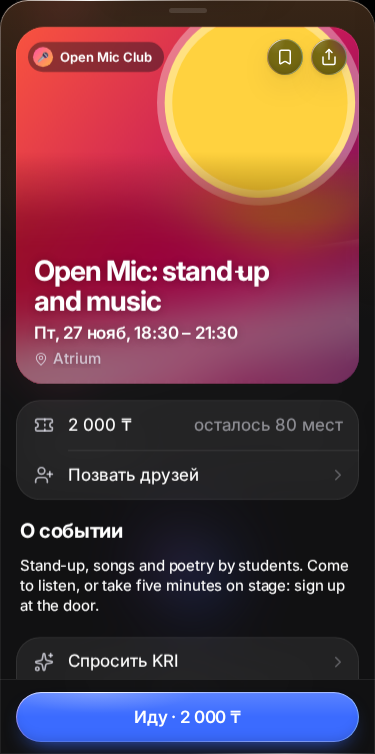 Open Mic Club
Open Mic: stand-up
and music
Пт, 27 нояб, 18:30 – 21:30
Atrium
2 000 ₸ осталось 80 мест
Позвать друзей
О событии
Stand-up, songs and poetry by students. Come
to listen, or take five minutes on stage: sign up
at the door.
Спросить KRI
Иду · 2 000 ₸